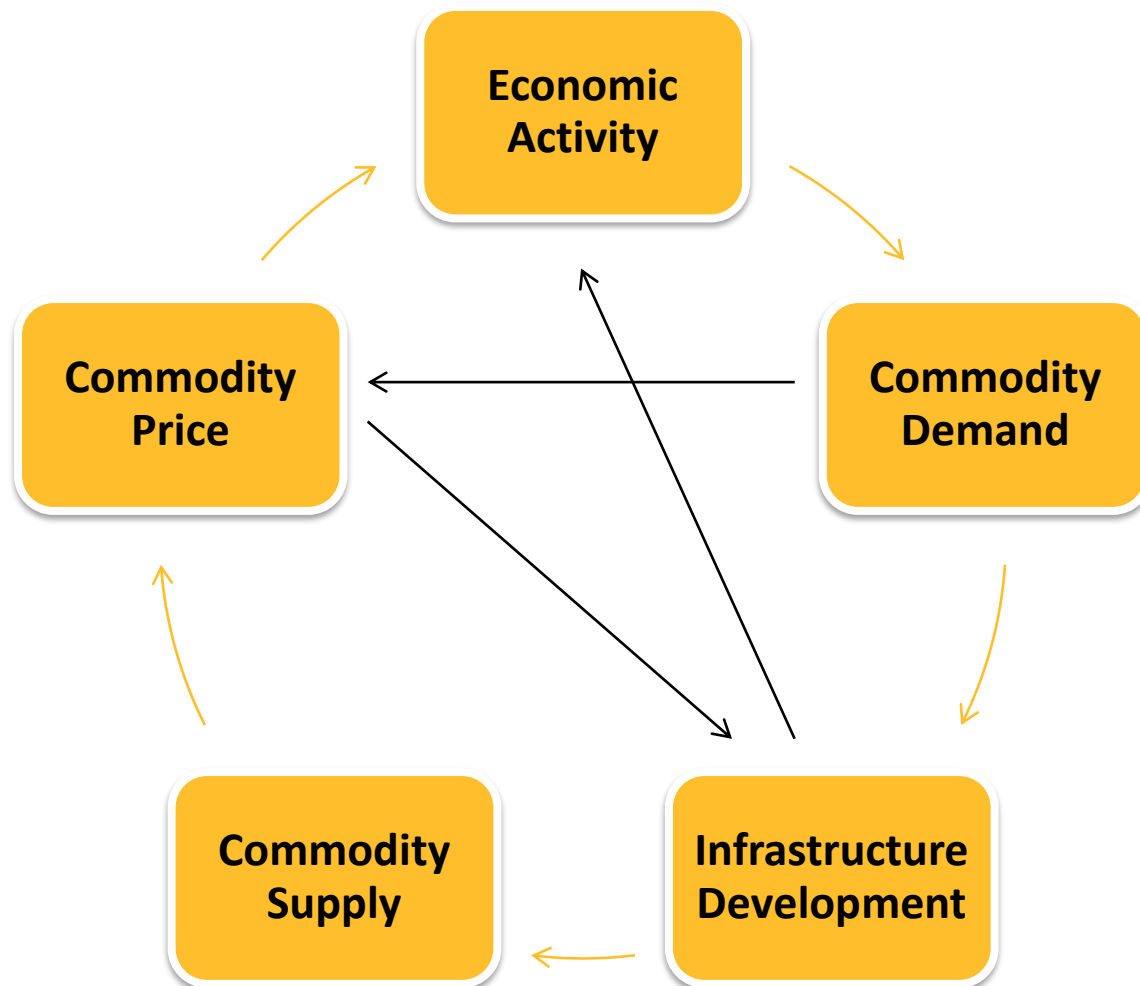 Economic
Activity
Commodity
Price
Commodity
Demand
Commodity
Supply
Infrastructure
Development